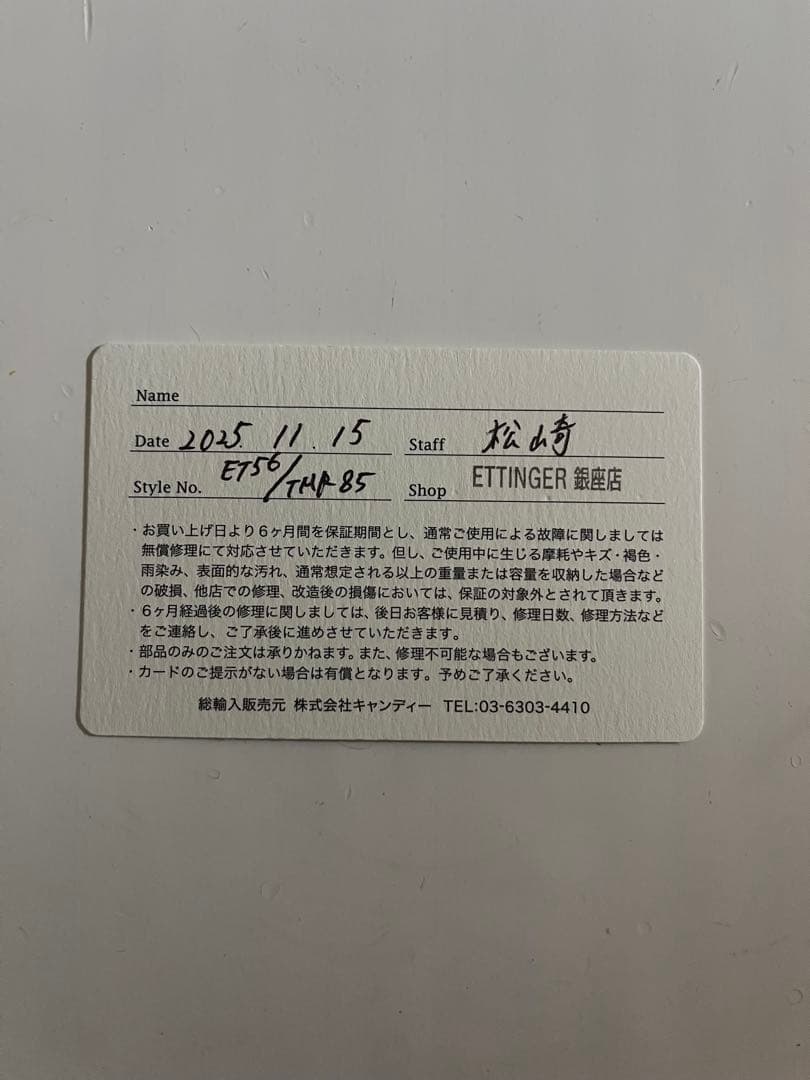 Name
Date 2025. 11. 15 Staff 松山奇
Style No. ET56/THR85 Shop ETTINGER 銀座店
・お買い上げ日より6ヶ月間を保証期間とし、通常ご使用による故障に関しましては
無償修理にて対応させていただきます。但し、ご使用中に生じる摩耗やキズ・褐色・
雨染み、表面的な汚れ、通常想定される以上の重量または容量を収納した場合など
の破損、他店での修理、改造後の損傷においては、保証の対象外とされて頂きます。
・6ヶ月経過後の修理に関しましては、後日お客様に見積り、修理日数、修理方法など
をご連絡し、ご了承後に進めさせていただきます。
・部品のみのご注文は承りかねます。また、修理不可能な場合もございます。
・カードのご提示がない場合は有償となります。予めご了承ください。
総輸入販売元 株式会社キャンディー TEL:03-6303-4410